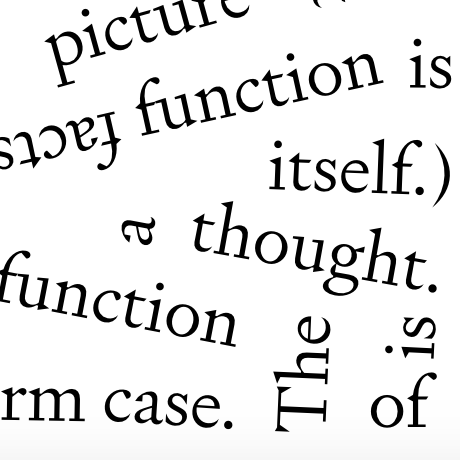 picture
facts function is
itself.)
a thought.
function The is
rm case. of